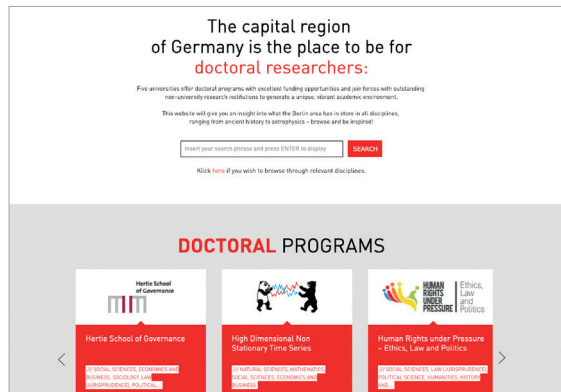 The capital region
of Germany is the place to be for
doctoral researchers:
Five universities offer doctoral programs with excellent funding opportunities and join forces with outstanding
non-university research institutions to generate a unique, vibrant academic environment.
This website will give you an insight into what the Berlin area has in store in all disciplines,
ranging from ancient history to astrophysics – browse and be inspired!
Insert your search phrase and press ENTER to display
SEARCH
Klick here if you wish to browse through relevant disciplines.
DOCTORAL PROGRAMS
Hertie School
of Governance
Hertie School of Governance
/// SOCIAL SCIENCES, ECONOMICS AND
BUSINESS, SOCIOLOGY, LAW
(JURISPRUDENCE), POLITICAL...
High Dimensional Non
Stationary Time Series
/// NATURAL SCIENCES, MATHEMATICS,
SOCIAL SCIENCES, ECONOMICS AND
BUSINESS
HUMAN
RIGHTS
UNDER
PRESSURE
Ethics,
Law
and
Politics
Human Rights under Pressure
– Ethics, Law and Politics
/// SOCIAL SCIENCES, LAW (JURISPRUDENCE),
POLITICAL SCIENCE, HUMANITIES, HISTORY
AND...